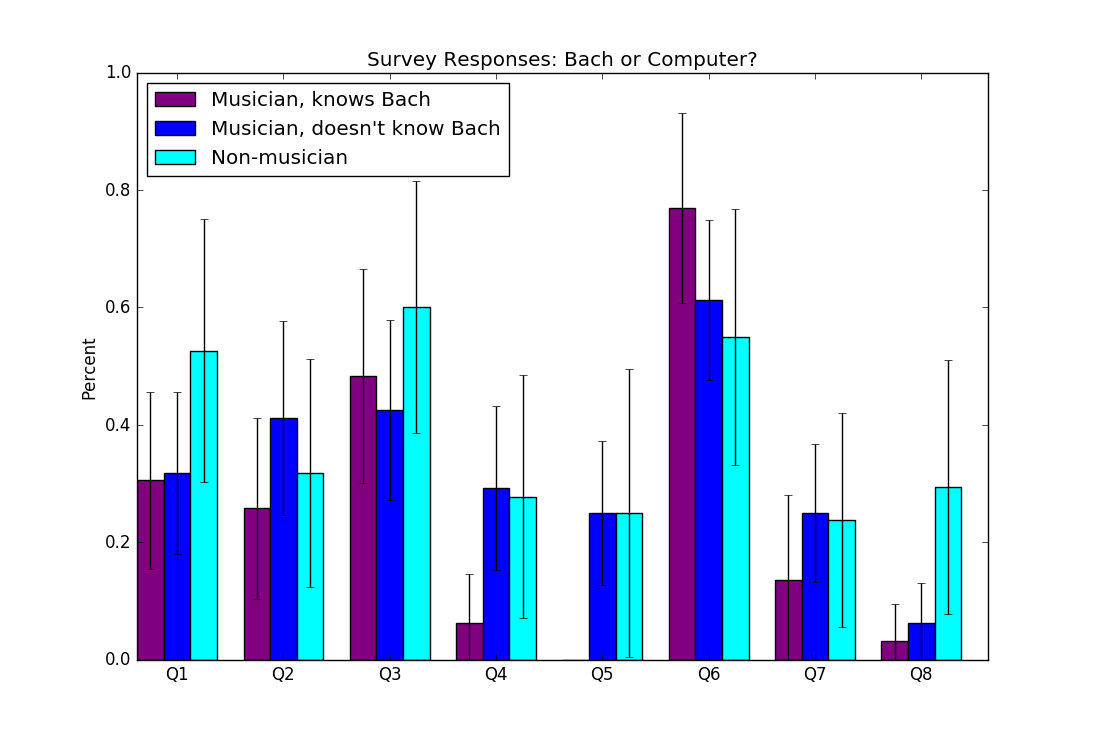 Survey Responses: Bach or Computer?
1.0
Musician, knows Bach
Musician, doesn't know Bach
Non-musician
0.8
0.6
Percent
0.4
0.2
0.0
Q1 Q2 Q3 Q4 Q5 Q6 Q7 Q8